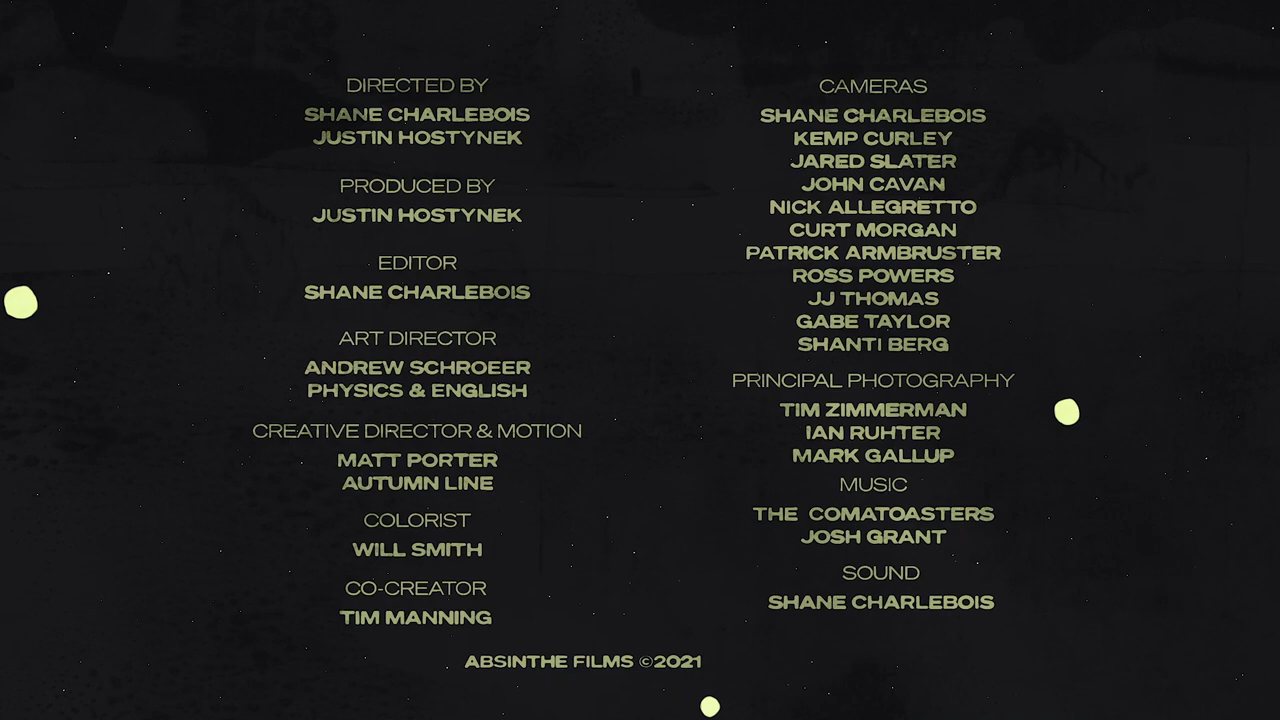 DIRECTED BY
SHANE CHARLEBOIS
JUSTIN HOSTYNEK
PRODUCED BY
JUSTIN HOSTYNEK
EDITOR
SHANE CHARLEBOIS
ART DIRECTOR
ANDREW SCHROEER
PHYSICS & ENGLISH
CREATIVE DIRECTOR & MOTION
MATT PORTER
AUTUMN LINE
COLORIST
WILL SMITH
CO-CREATOR
TIM MANNING
CAMERAS
SHANE CHARLEBOIS
KEMP CURLEY
JARED SLATER
JOHN CAVAN
NICK ALLEGRETTO
CURT MORGAN
PATRICK ARMBRUSTER
ROSS POWERS
JJ THOMAS
GABE TAYLOR
SHANTI BERG
PRINCIPAL PHOTOGRAPHY
TIM ZIMMERMAN
IAN RUHTER
MARK GALLUP
MUSIC
THE COMATOASTERS
JOSH GRANT
SOUND
SHANE CHARLEBOIS
ABSINTHE FILMS ©2021